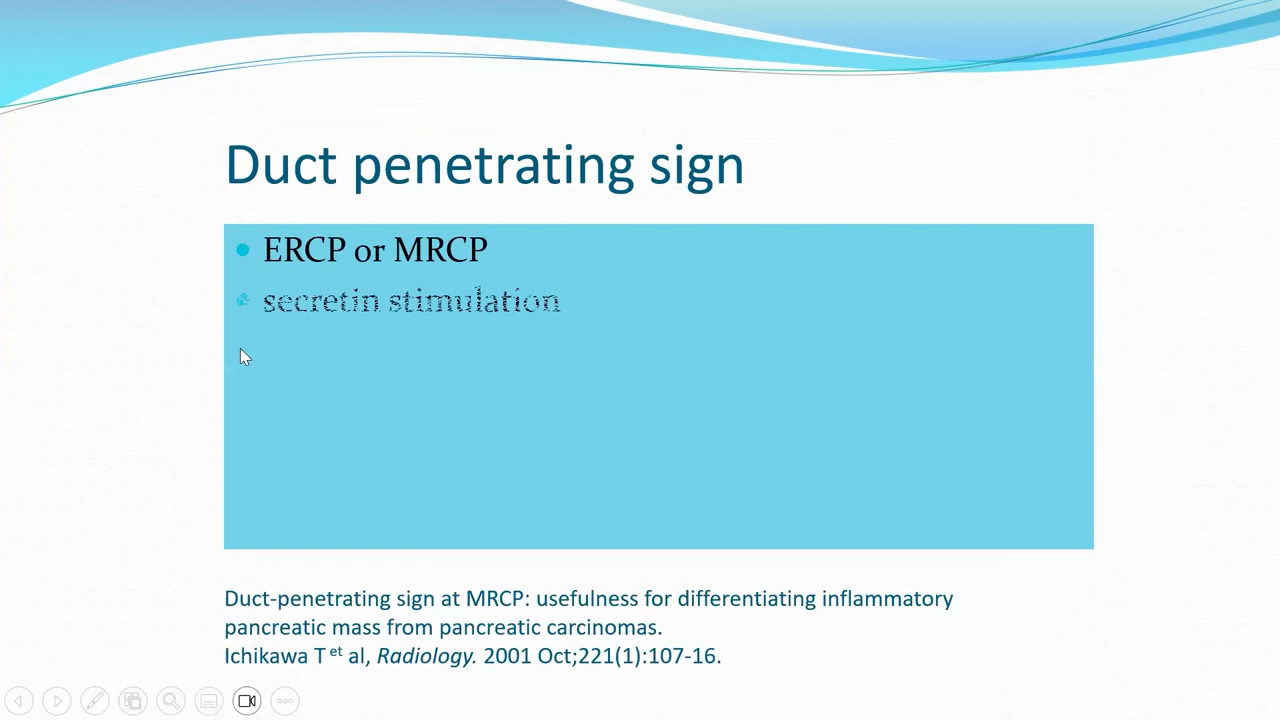 Duct penetrating sign
ERCP or MRCP
secretin stimulation
Duct-penetrating sign at MRCP: usefulness for differentiating inflammatory
pancreatic mass from pancreatic carcinomas.
Ichikawa T et al, Radiology. 2001 Oct;221(1):107-16.